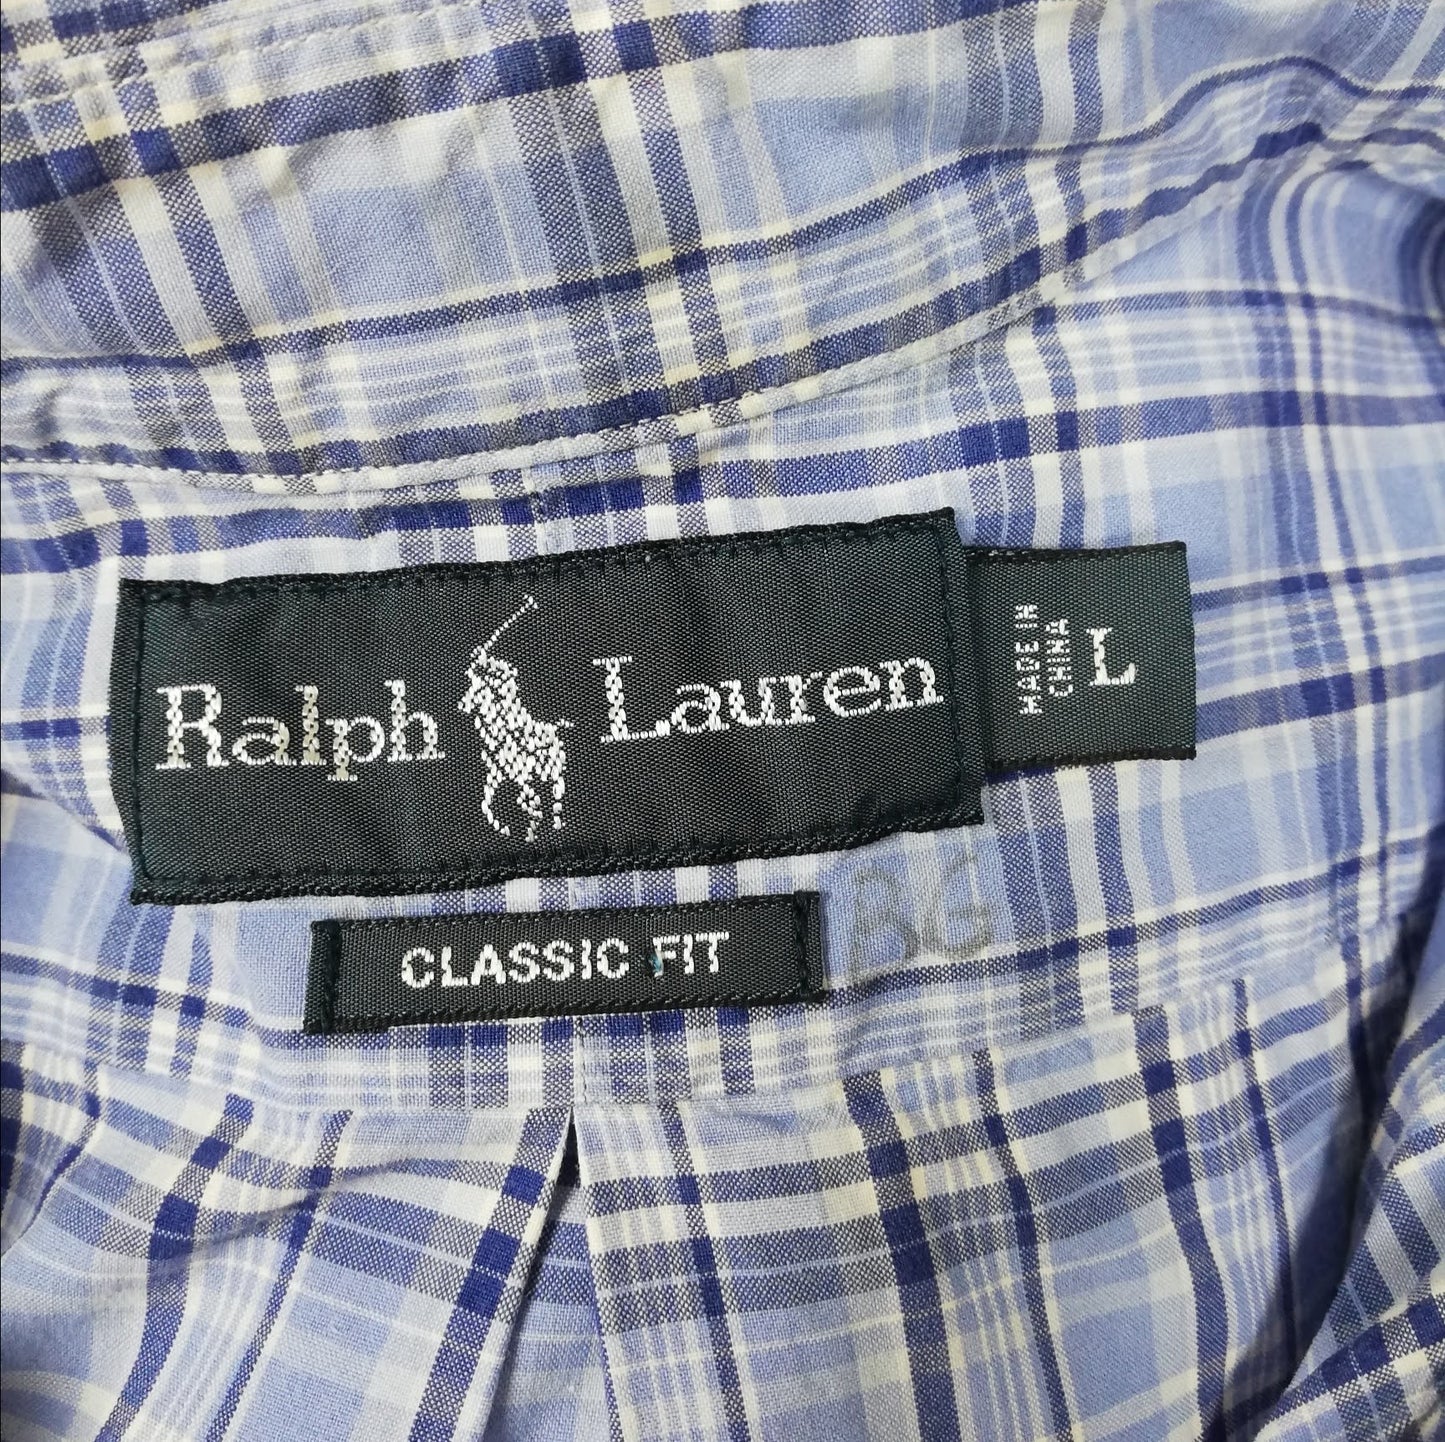 Ralph Lauren
MADE IN
CHINA
L
CLASSIC FIT
BG